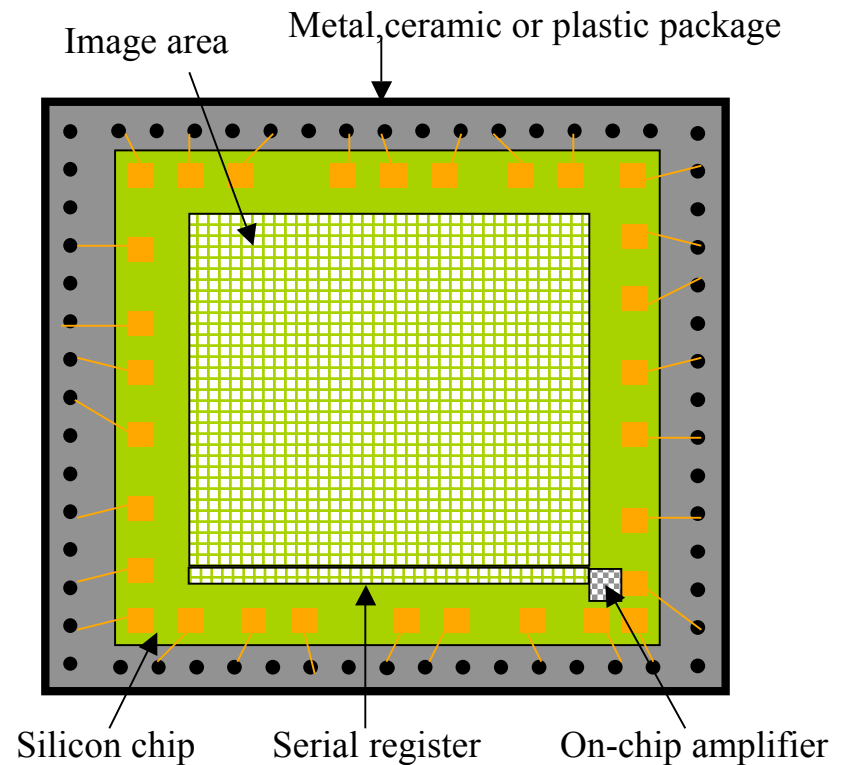 Image area
Metal,ceramic or plastic package
Silicon chip
Serial register
On-chip amplifier